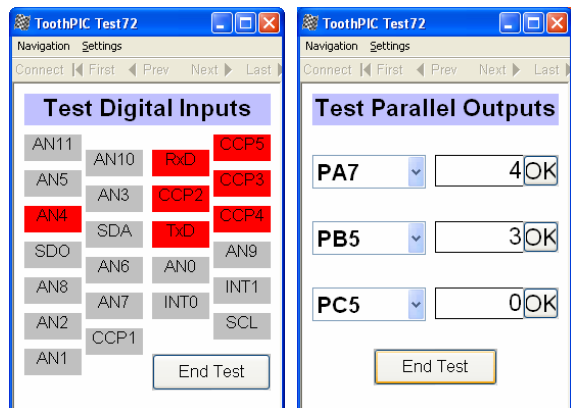 ToothPIC Test72
Navigation Settings
Connect First Prev Next Last
Test Digital Inputs
AN11
AN10 RxD CCP5
AN5
AN3 CCP2 CCP3
AN4
SDA TxD CCP4
SDO
AN6 AN0 AN9
AN8
AN7 INT0 INT1
AN2
CCP1 SCL
AN1
End Test
ToothPIC Test72
Navigation Settings
Connect First Prev Next Last
Test Parallel Outputs
PA7 4 OK
PB5 3 OK
PC5 0 OK
End Test